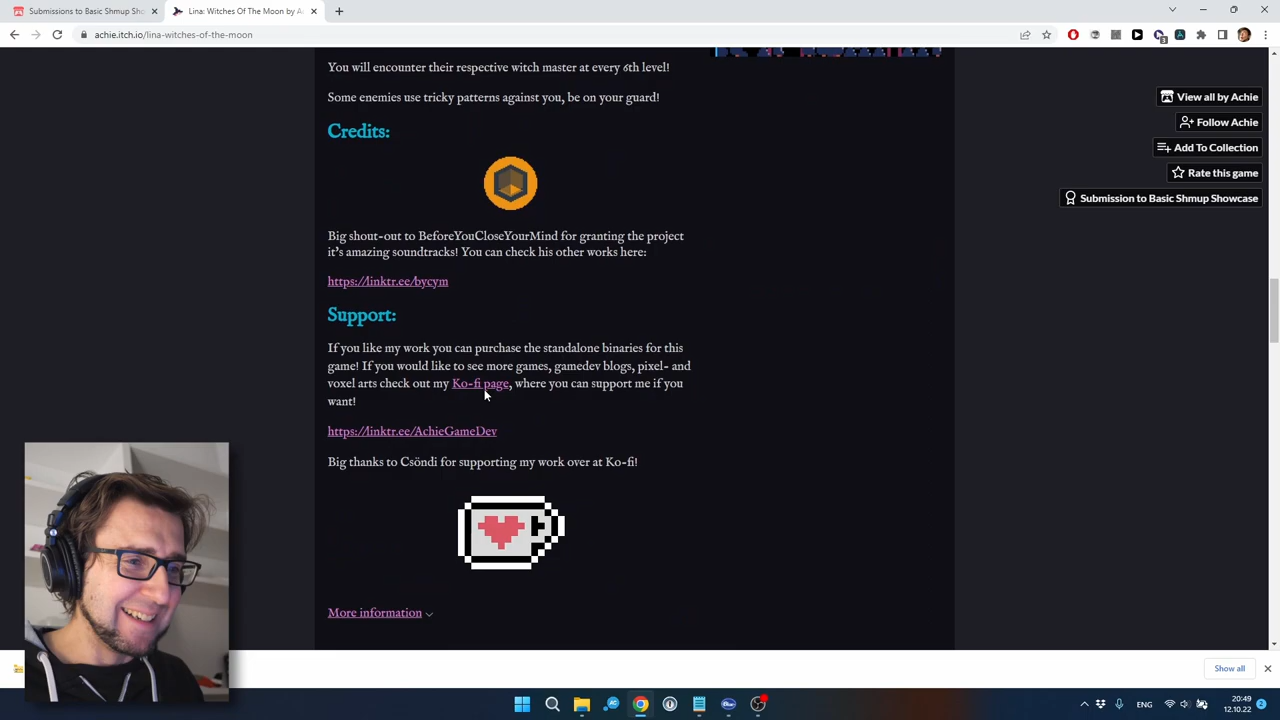 Submissions to Basic Shmup Sho
Lina: Witches Of The Moon by Ac
achie.itch.io/lina-witches-of-the-moon
3
You will encounter their respective witch master at every 6th level!
Some enemies use tricky patterns against you, be on your guard!
View all by Achie
Follow Achie
Add To Collection
Rate this game
Submission to Basic Shmup Showcase
Credits:
Big shout-out to BeforeYouCloseYourMind for granting the project
it's amazing soundtracks! You can check his other works here:
https://linktr.ee/bycym
Support:
If you like my work you can purchase the standalone binaries for this
game! If you would like to see more games, gamedev blogs, pixel- and
voxel arts check out my Ko-fi page, where you can support me if you
want!
https://linktr.ee/AchieGameDev
Big thanks to Csöndi for supporting my work over at Ko-fi!
More information
Show all
ENG
20:49
12.10.22
2